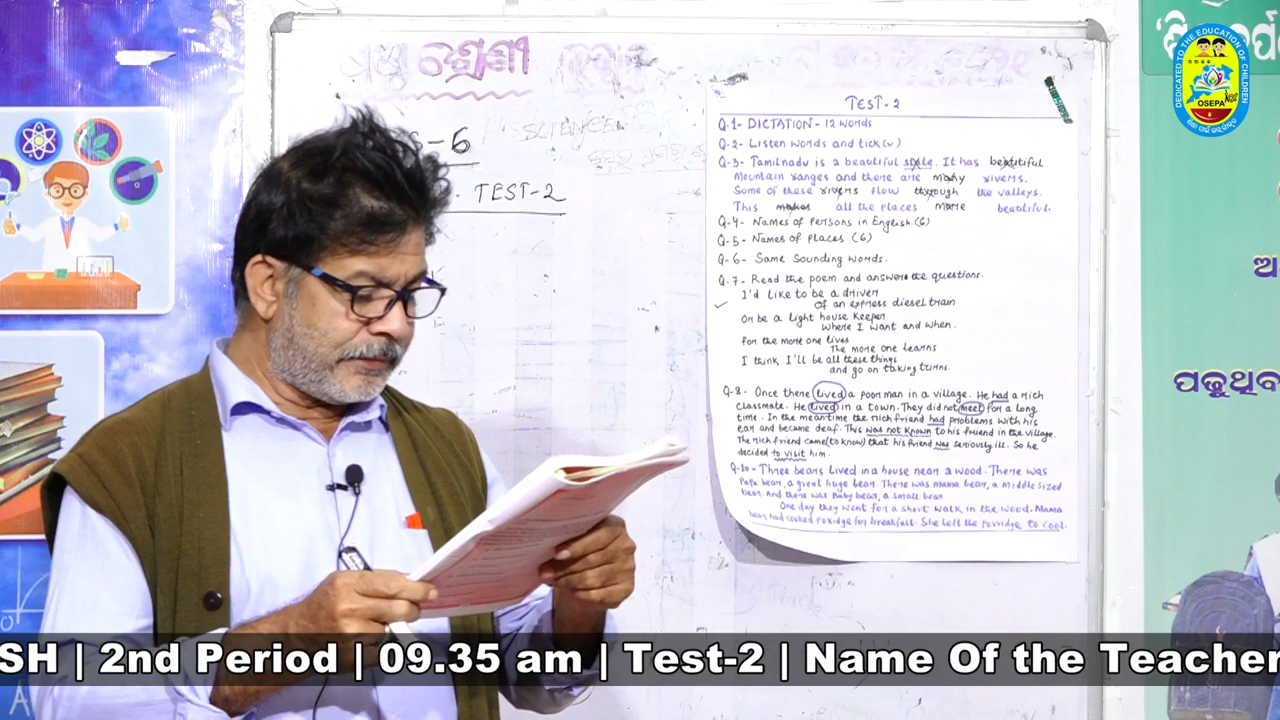 ଶ୍ରେଣୀ
-6
SCIENCE
TEST-2
TEST-2
Q-1- DICTATION - 12 words
Q-2- Listen words and tick(✓)
Q-3- Tamilnadu is a beautiful state. It has beautiful
Mountain ranges and there are many rivers.
Some of these rivers flow through the valleys.
This makes all the places more beautiful.
Q-4- Names of persons in English.(6)
Q-5- Names of places (6)
Q-6- Same sounding words.
Q-7- Read the poem and answere the questions.
I'd like to be a driver
of an express diesel train
or be a light house keeper
where I want and when.
for the more one lives
The more one learns
I think I'll be all these things
and go on taking turns.
Q-8- Once there lived a poor man in a village. He had a rich
classmate. He lived in a town. They did not meet for a long
time. In the meantime the rich friend had problems with his
ear and became deaf. This was not known to his friend in the village.
The rich friend came(to know) that his friend was seriously ill. So he
decided to visit him.
Q-10- Three bears lived in a house near a wood. There was
Papa bear, a great huge bear. There was mama bear, a middle sized
bear. And there was Baby bear, a small bear
One day they went for a short walk in the wood. Mama
bear had cooked porridge for breakfast. She left the porridge to cool.
DEDICATED TO THE EDUCATION OF CHILDREN
OSEPA
ପଢୁଥିବ
SH | 2nd Period | 09.35 am | Test-2 | Name Of the Teacher